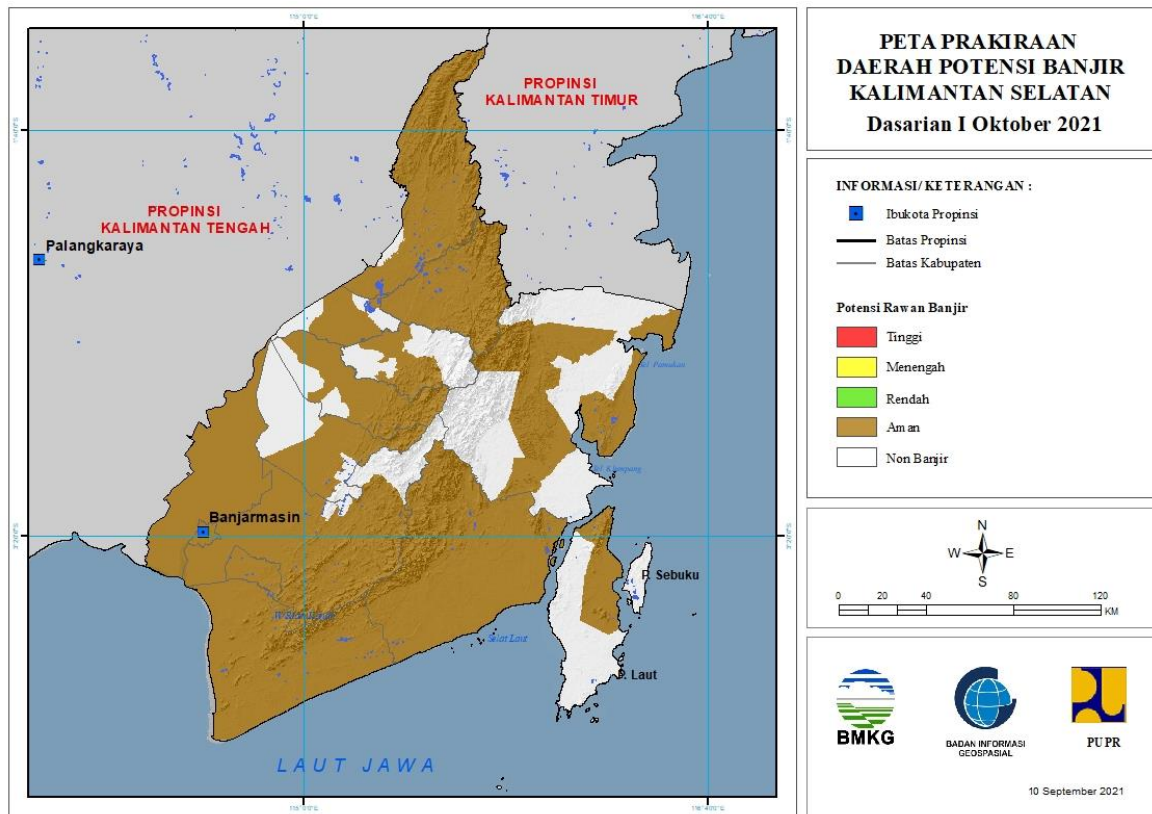 PETA PRAKIRAAN
DAERAH POTENSI BANJIR
KALIMANTAN SELATAN
Dasarian I Oktober 2021
INFORMASI/ KETERANGAN :
Ibukota Propinsi
Batas Propinsi
Batas Kabupaten
Potensi Rawan Banjir
Tinggi
Menengah
Rendah
Aman
Non Banjir
N
W E
S
0 20 40 80 120
KM
BMKG
BADAN INFORMASI
GEOSPASIAL
PUPR
10 September 2021
PROPINSI
KALIMANTAN TIMUR
PROPINSI
KALIMANTAN TENGAH
Palangkaraya
Banjarmasin
P. Sebuku
Selat Laut
P. Laut
LAUT JAWA